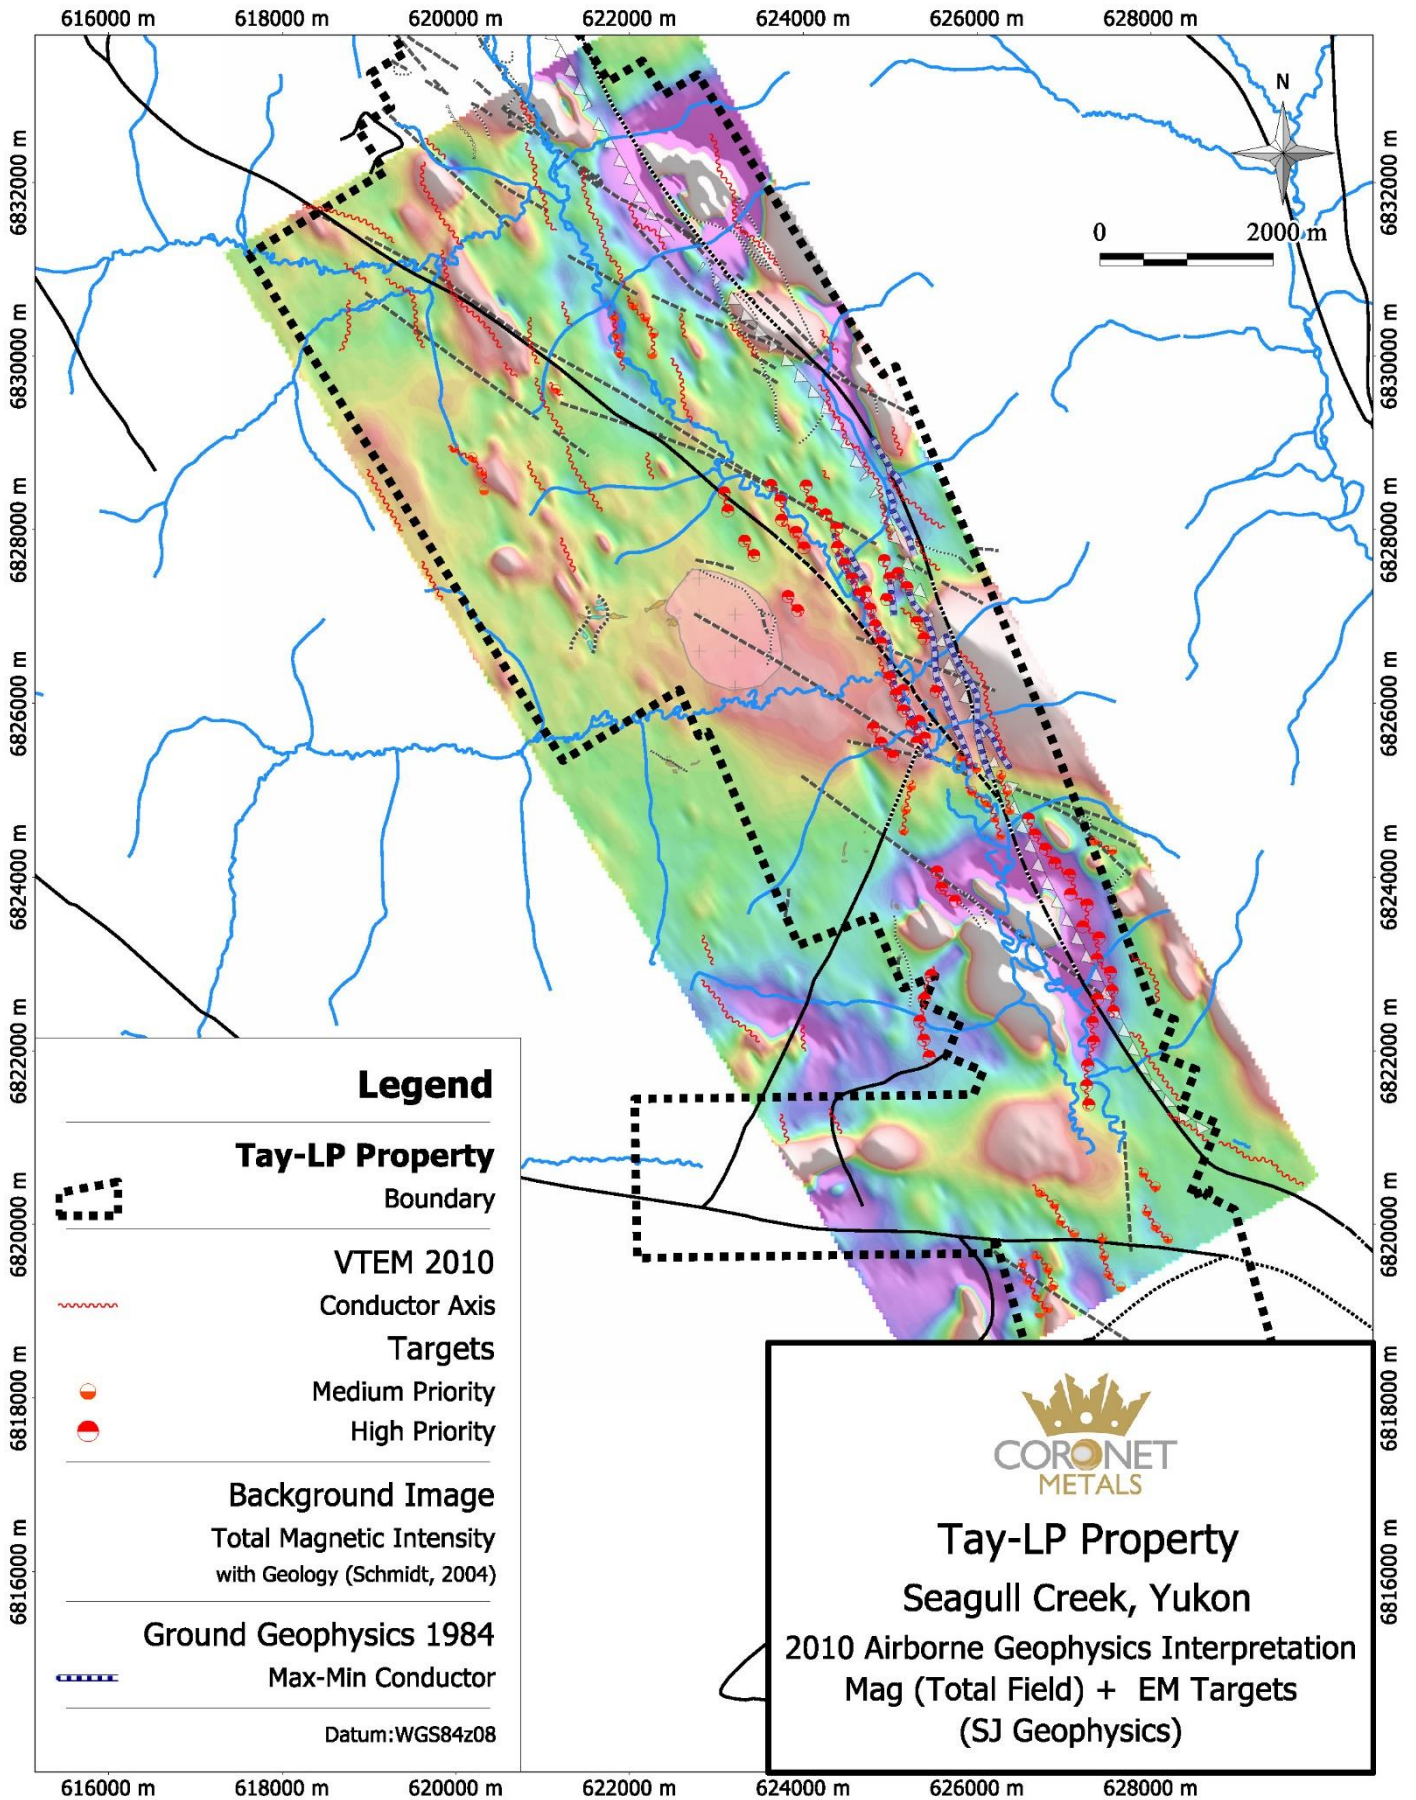 616000 m 618000 m 620000 m 622000 m 624000 m 626000 m 628000 m
6832000 m
6830000 m
6828000 m
6826000 m
6824000 m
6822000 m
6820000 m
6818000 m
6816000 m
N
0 2000 m
6832000 m
6830000 m
6828000 m
6826000 m
6824000 m
6822000 m
6820000 m
6818000 m
6816000 m
Legend
Tay-LP Property
Boundary
VTEM 2010
Conductor Axis
Targets
Medium Priority
High Priority
Background Image
Total Magnetic Intensity
with Geology (Schmidt, 2004)
Ground Geophysics 1984
Max-Min Conductor
Datum:WGS84z08
CORONET
METALS
Tay-LP Property
Seagull Creek, Yukon
2010 Airborne Geophysics Interpretation
Mag (Total Field) + EM Targets
(SJ Geophysics)
616000 m 618000 m 620000 m 622000 m 624000 m 626000 m 628000 m